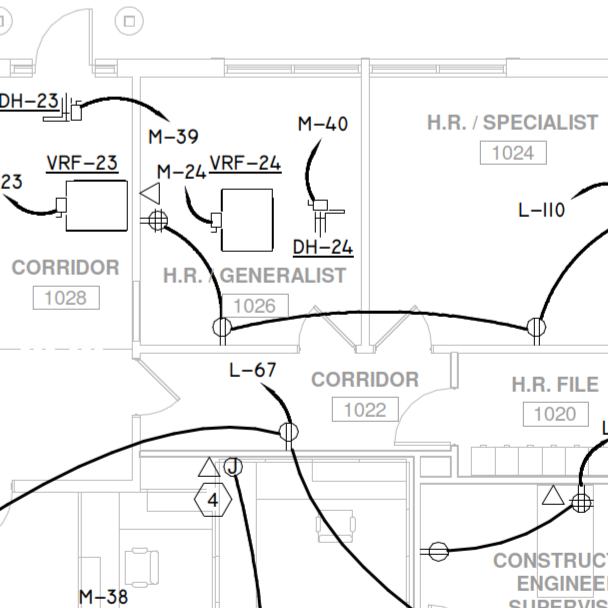 DH-23
M-39
M-40
H.R. / SPECIALIST
1024
VRF-23
M-24
VRF-24
23
L-110
DH-24
CORRIDOR
1028
H.R. / GENERALIST
1026
L-67
CORRIDOR
1022
H.R. FILE
1020
J
4
CONSTRUC
ENGINEE
SUPERVIS
M-38